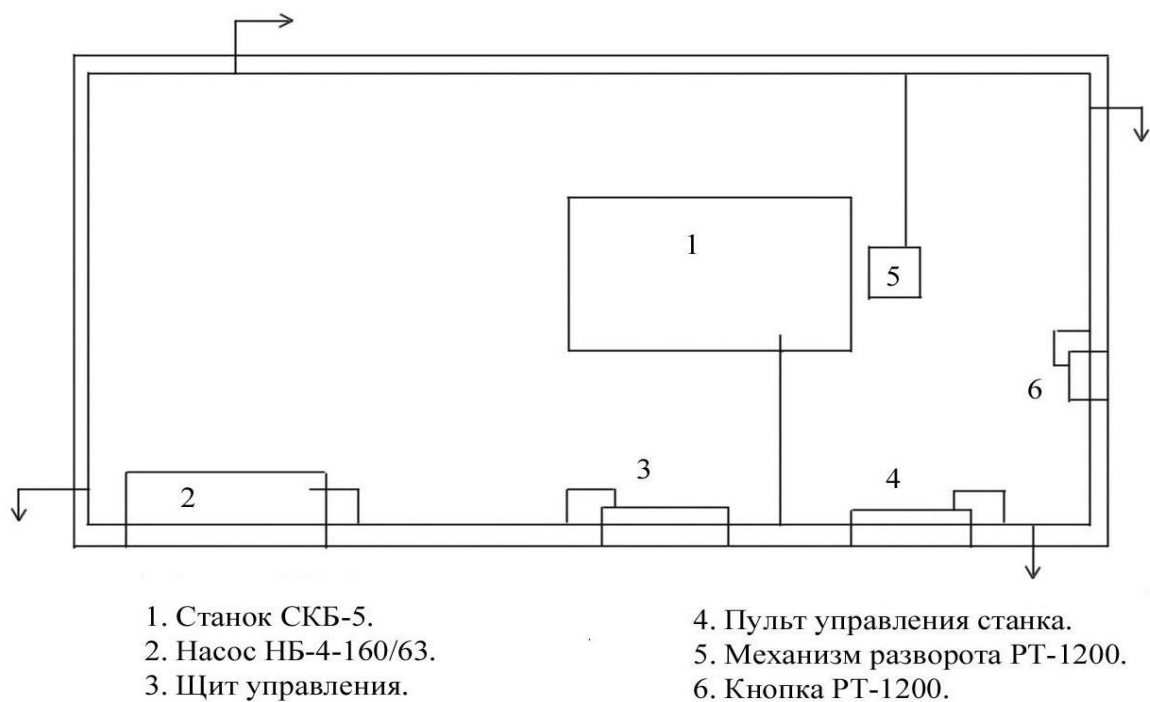 1
5
6
3
4
2
1. Станок СКБ-5.
2. Насос НБ-4-160/63.
3. Щит управления.
4. Пульт управления станка.
5. Механизм разворота РТ-1200.
6. Кнопка РТ-1200.